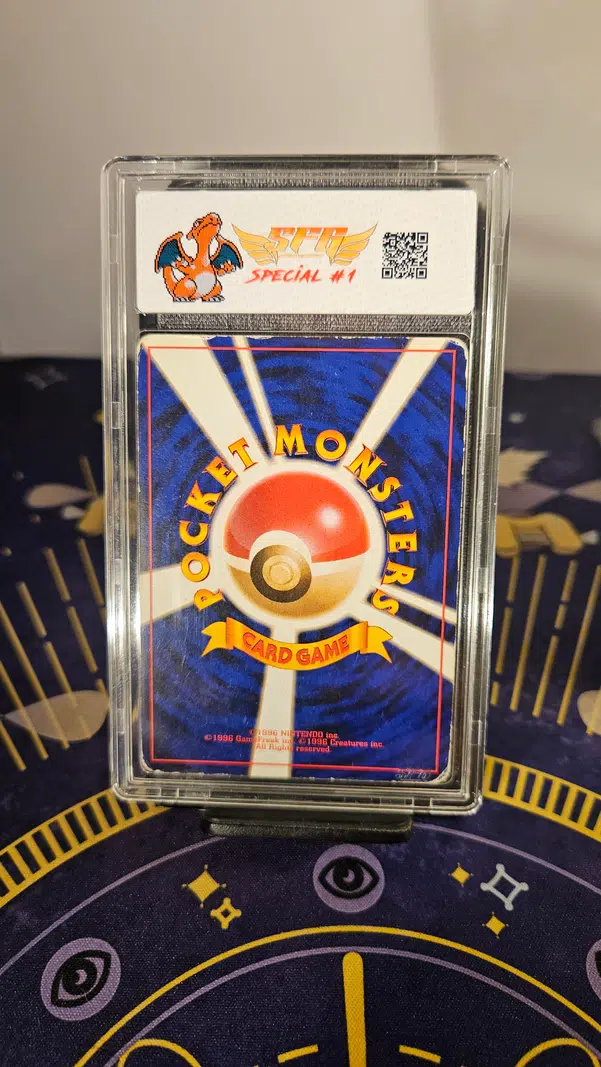 SFG
SPECIAL #1
POCKET MONSTERS
CARD GAME
©1996 NINTENDO inc.
©1996 GameFreak inc. ©1996 Creatures inc.
All Rights reserved.